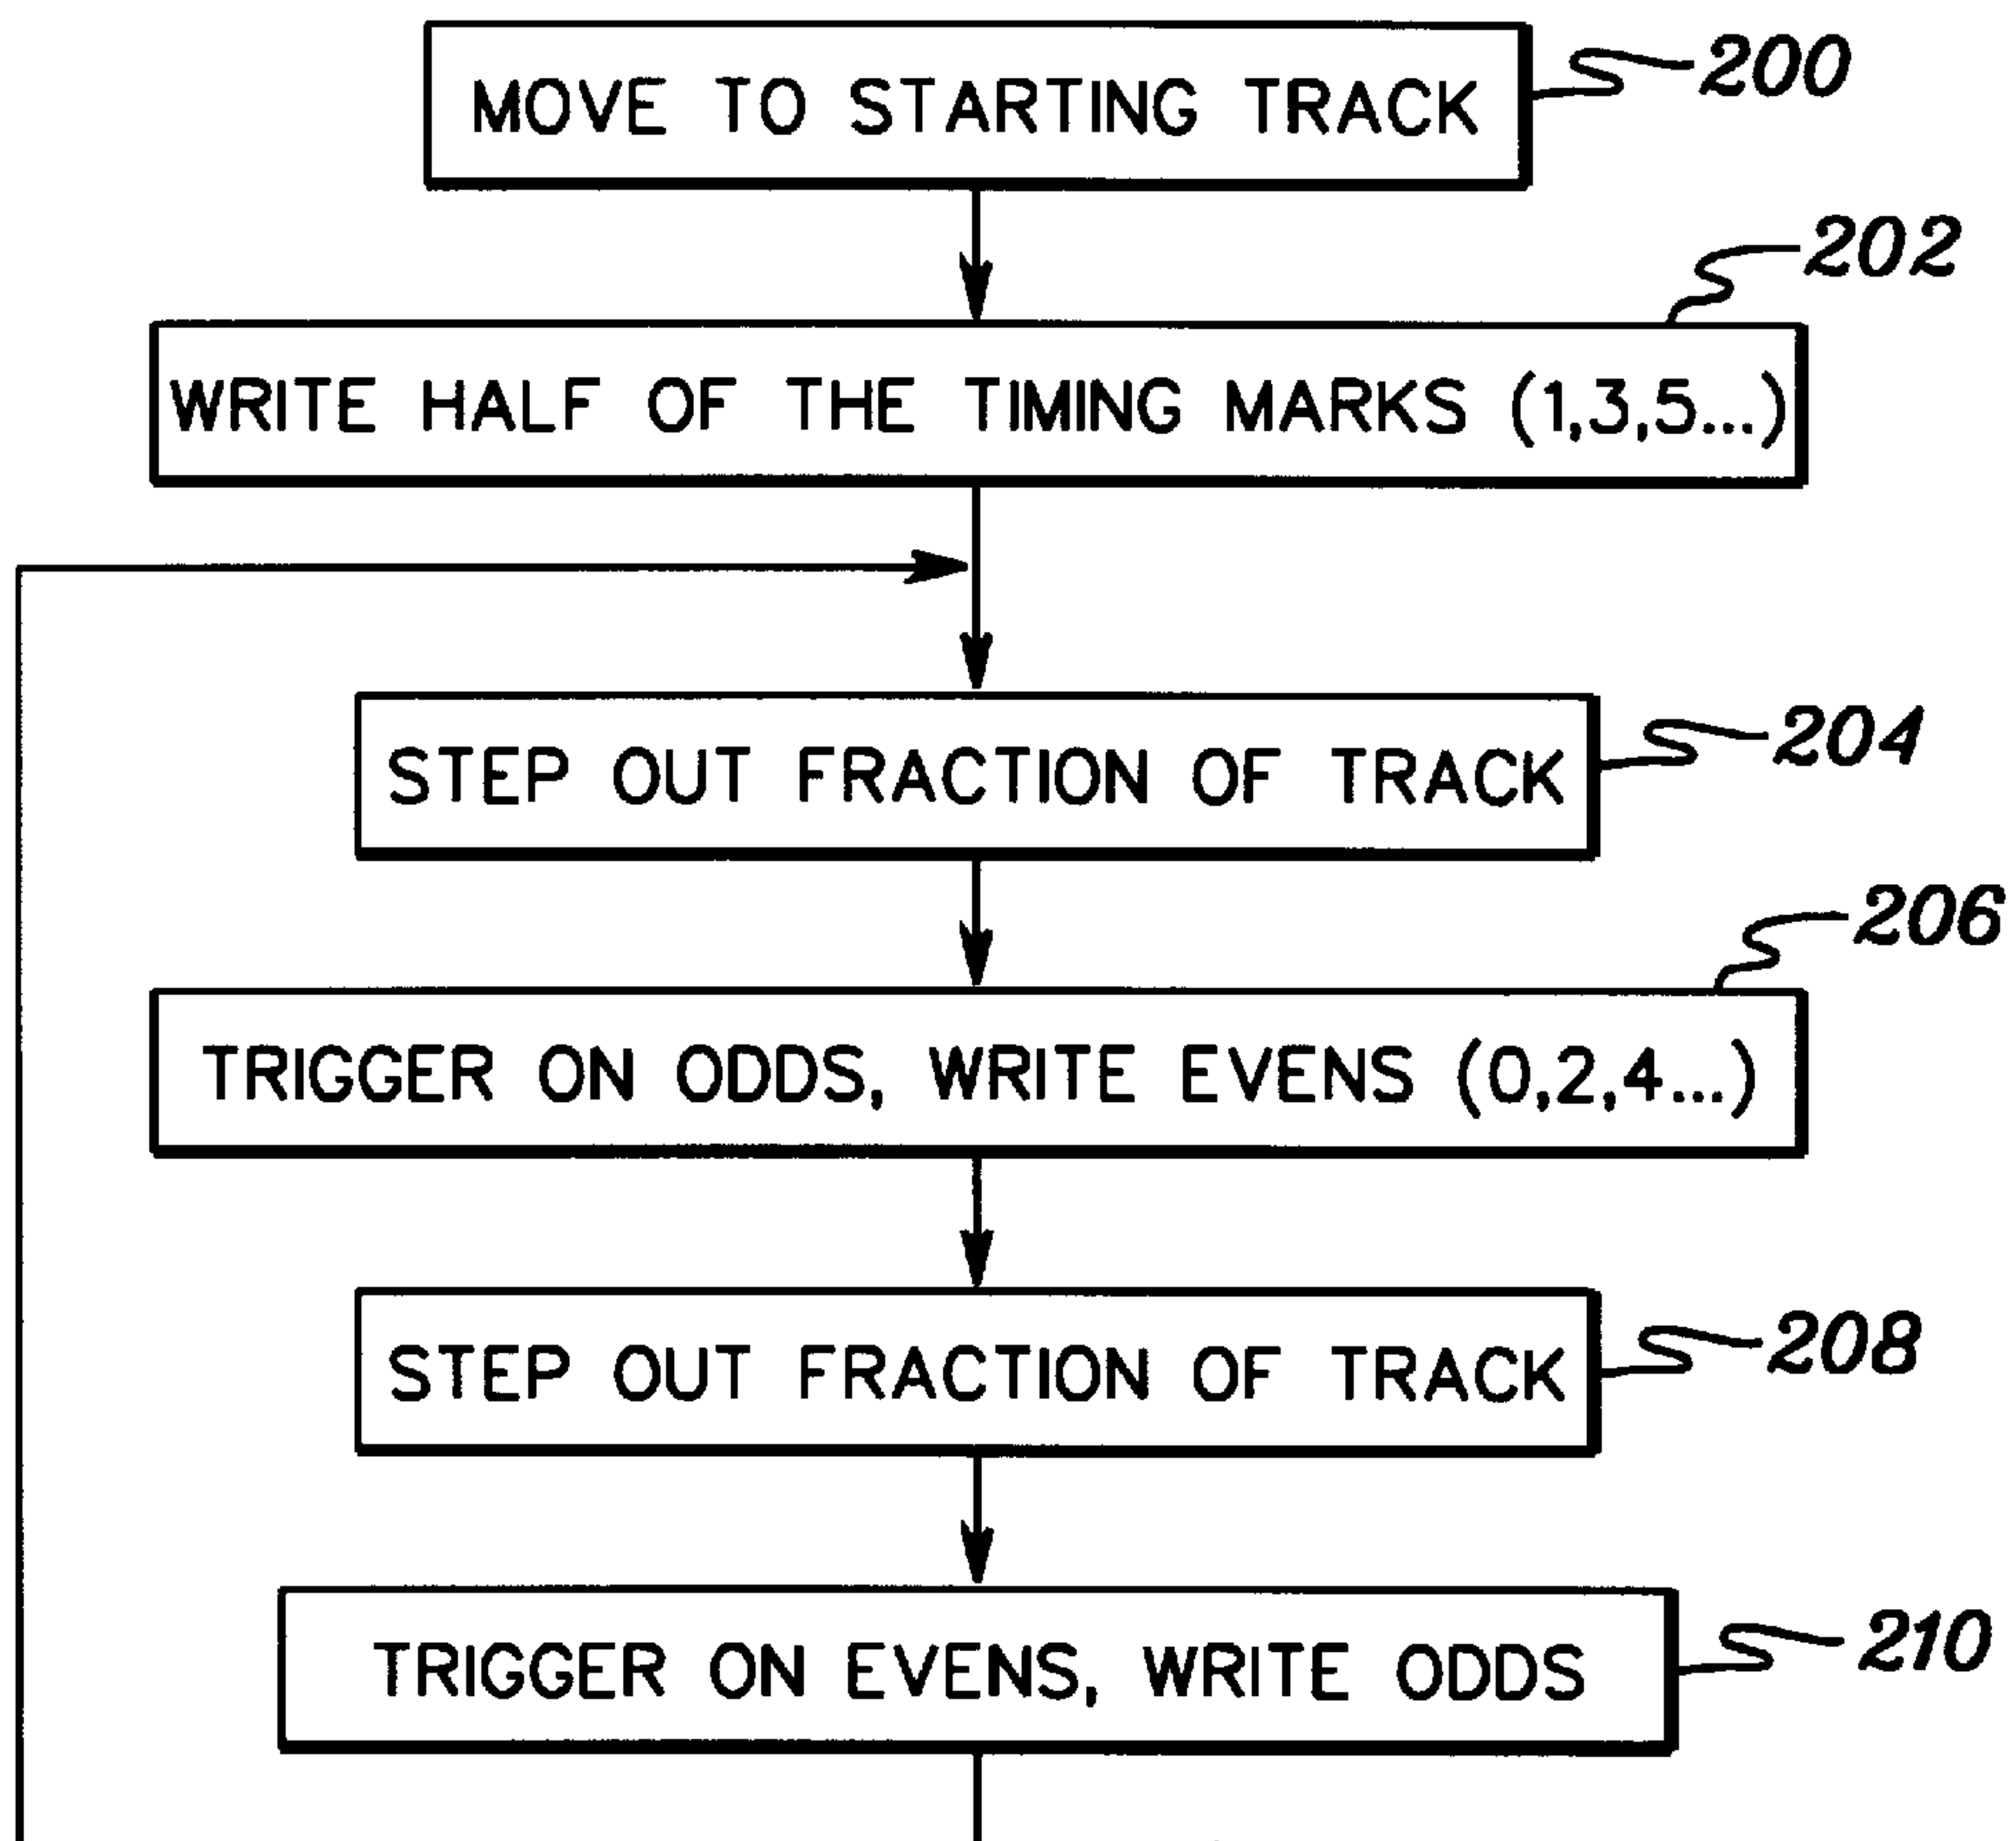 MOVE TO STARTING TRACK
200
202
WRITE HALF OF THE TIMING MARKS (1,3,5...)
204
STEP OUT FRACTION OF TRACK
206
TRIGGER ON ODDS, WRITE EVENS (0,2,4...)
208
STEP OUT FRACTION OF TRACK
210
TRIGGER ON EVENS, WRITE ODDS